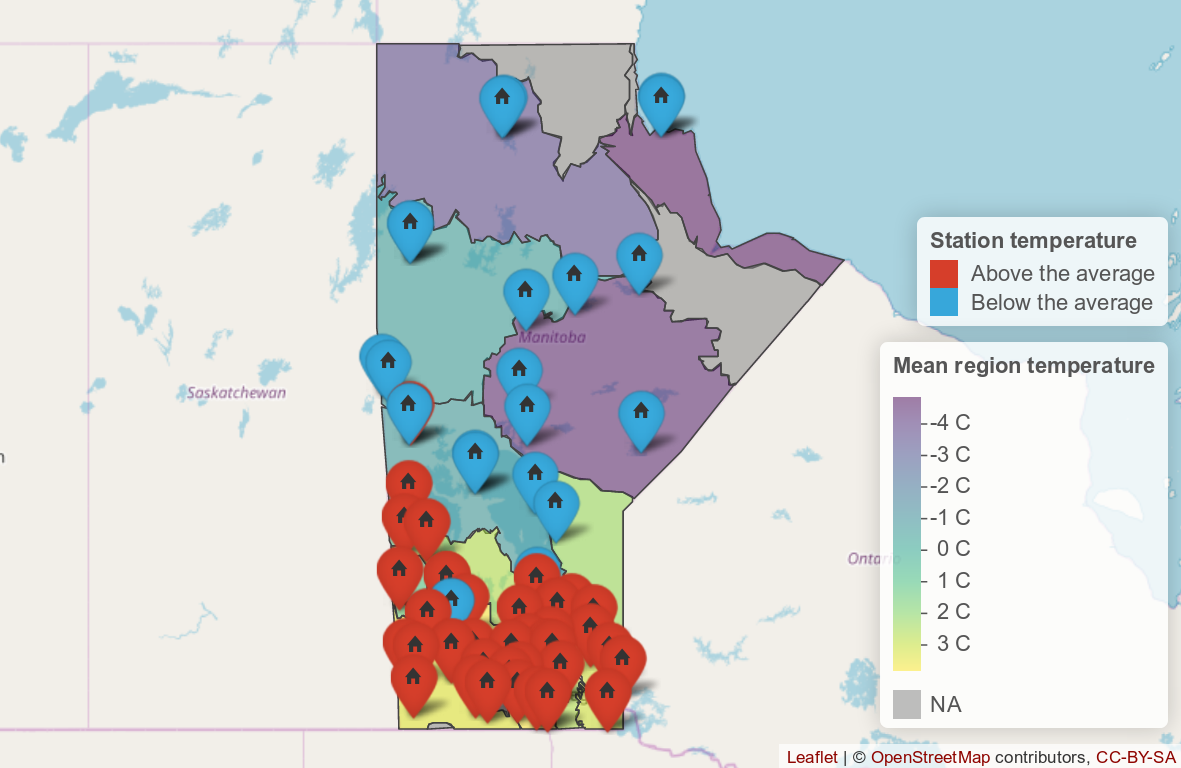 Station temperature
Above the average
Below the average
Manitoba
Mean region temperature
Saskatchewan
-4 C
-3 C
-2 C
-1 C
0 C
1 C
2 C
3 C
Ontario
NA
Leaflet | © OpenStreetMap contributors, CC-BY-SA